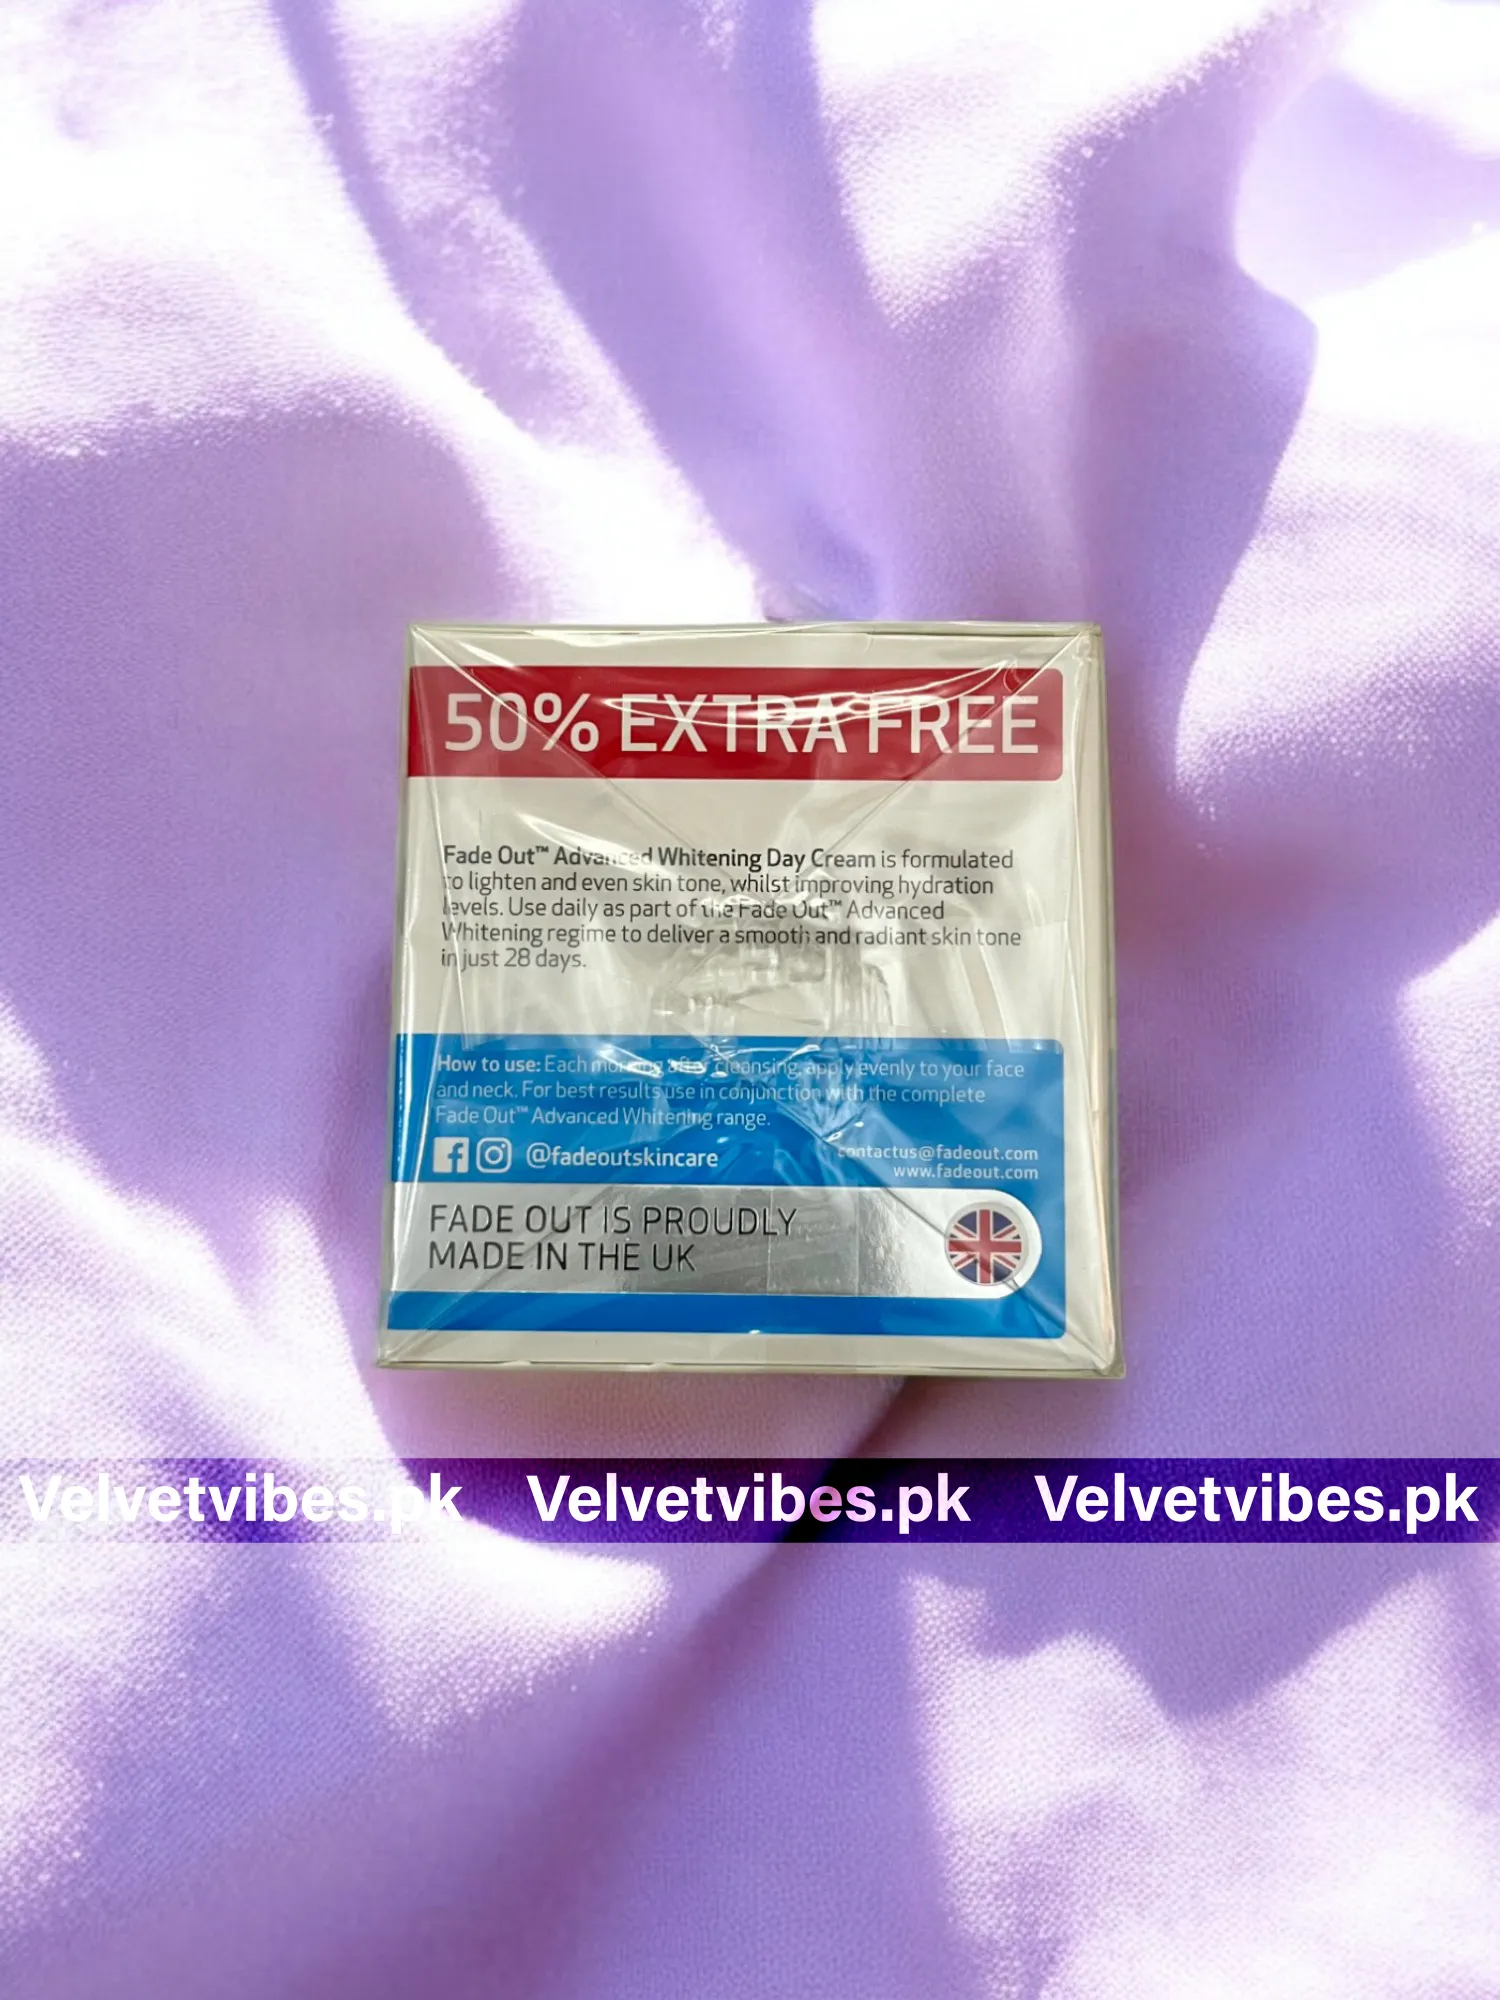 50% EXTRA FREE
Fade Out™ Advanced Whitening Day Cream is formulated
to lighten and even skin tone, whilst improving hydration
levels. Use daily as part of the Fade Out™ Advanced
Whitening regime to deliver a smooth and radiant skin tone
in just 28 days.
How to use: Each morning after cleansing, apply evenly to your face
and neck. For best results use in conjunction with the complete
Fade Out™ Advanced Whitening range.
@fadeoutskincare
contactus@fadeout.com
www.fadeout.com
FADE OUT IS PROUDLY
MADE IN THE UK
Velvetvibes.pk Velvetvibes.pk Velvetvibes.pk